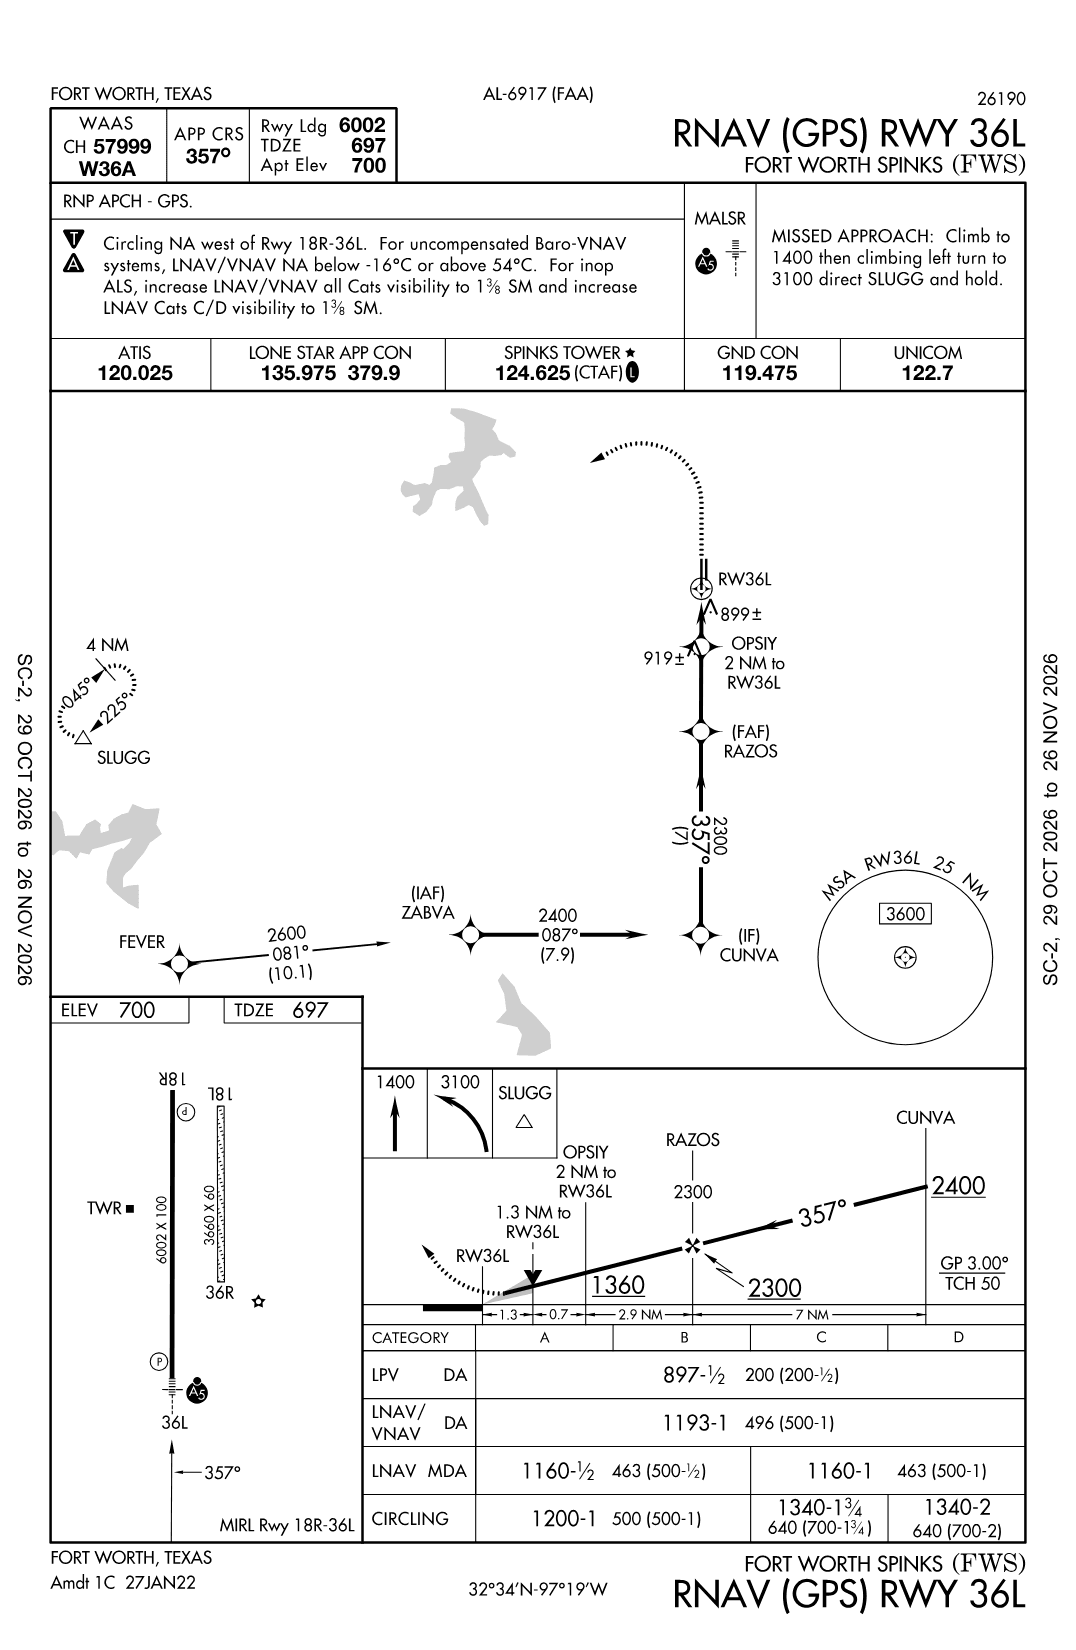 FORT WORTH, TEXAS
AL-6917 (FAA)
26190
WAAS
CH 57999
W36A
APP CRS
357°
Rwy Ldg 6002
TDZE 697
Apt Elev 700
RNAV (GPS) RWY 36L
FORT WORTH SPINKS (FWS)
RNP APCH - GPS.
T
A
Circling NA west of Rwy 18R-36L. For uncompensated Baro-VNAV
systems, LNAV/VNAV NA below -16°C or above 54°C. For inop
ALS, increase LNAV/VNAV all Cats visibility to 1⅜ SM and increase
LNAV Cats C/D visibility to 1⅜ SM.
MALSR
A5
MISSED APPROACH: Climb to
1400 then climbing left turn to
3100 direct SLUGG and hold.
ATIS
120.025
LONE STAR APP CON
135.975 379.9
SPINKS TOWER ★
124.625 (CTAF) L
GND CON
119.475
UNICOM
122.7
RW36L
899±
OPSIY
2 NM to
RW36L
919±
4 NM
045°
225°
SLUGG
(FAF)
RAZOS
2300
357°
(7)
(IAF)
ZABVA
2400
087°
(7.9)
(IF)
CUNVA
FEVER
2600
081°
(10.1)
MSA RW36L 25 NM
3600
SC-2, 29 OCT 2026 to 26 NOV 2026
SC-2, 29 OCT 2026 to 26 NOV 2026
ELEV 700
TDZE 697
18R
18L
P
TWR
6002 X 100
3660 X 60
36R
P
A5
36L
357°
MIRL Rwy 18R-36L
1400
3100
SLUGG
OPSIY
2 NM to
RW36L
1.3 NM to
RW36L
RW36L
RAZOS
2300
CUNVA
2400
357°
1360
2300
GP 3.00°
TCH 50
1.3
0.7
2.9 NM
7 NM
CATEGORY A B C D
LPV DA 897-½ 200 (200-½)
LNAV/
VNAV DA 1193-1 496 (500-1)
LNAV MDA 1160-½ 463 (500-½) 1160-1 463 (500-1)
CIRCLING 1200-1 500 (500-1)
1340-1¾
640 (700-1¾)
1340-2
640 (700-2)
FORT WORTH, TEXAS
Amdt 1C 27JAN22
32°34'N-97°19'W
FORT WORTH SPINKS (FWS)
RNAV (GPS) RWY 36L